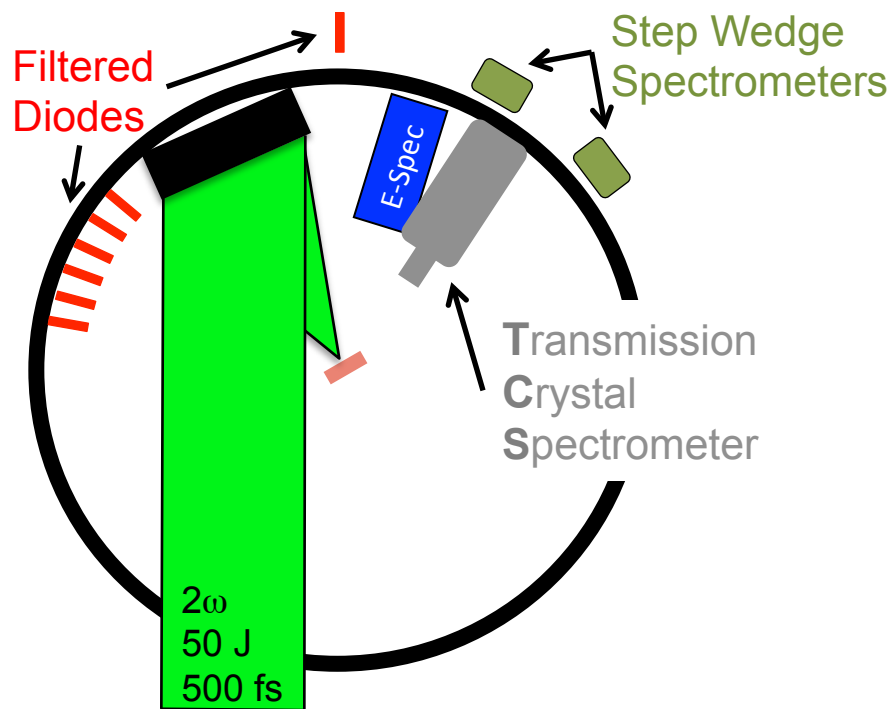 Filtered
Diodes
Step Wedge
Spectrometers
E-Spec
Transmission
Crystal
Spectrometer
2ω
50 J
500 fs